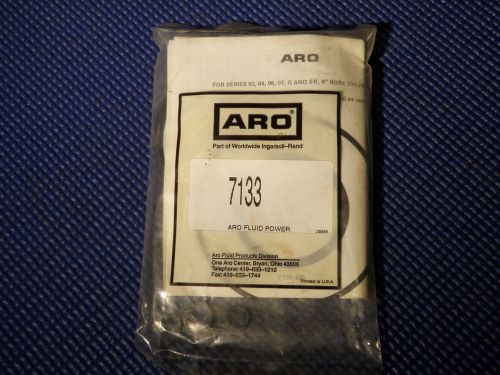 ARO
FOR SERIES 03, 04, 06, 07, G AND ER, 4" BORE
ARO
Part of Worldwide Ingersoll-Rand
7133
ARO FLUID POWER
Aro Fluid Products Division
One Aro Center, Bryan, Ohio 43506
Telephone: 419-633-1212
Fax: 419-633-1744
Printed in U.S.A.